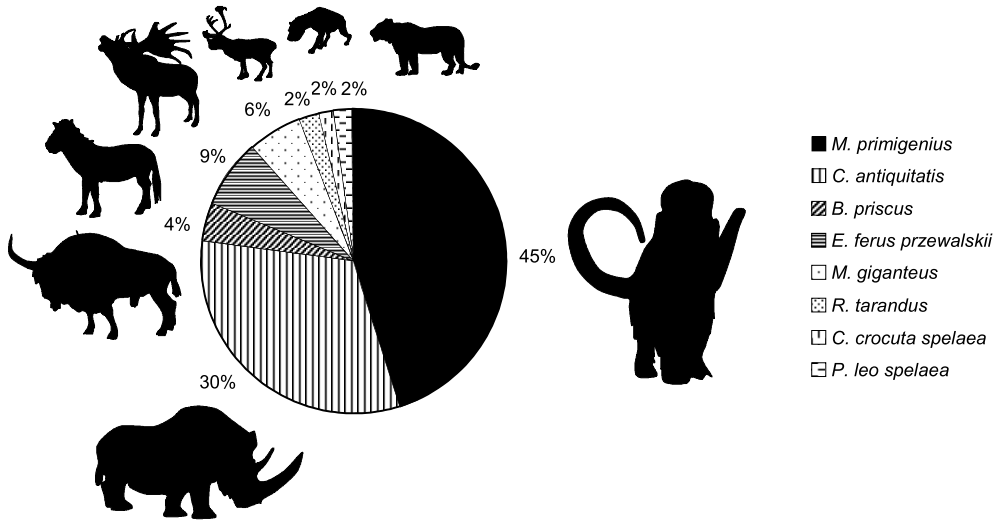 2%
2%
2%
6%
9%
4%
45%
30%
M. primigenius
C. antiquitatis
B. priscus
E. ferus przewalskii
M. giganteus
R. tarandus
C. crocuta spelaea
P. leo spelaea